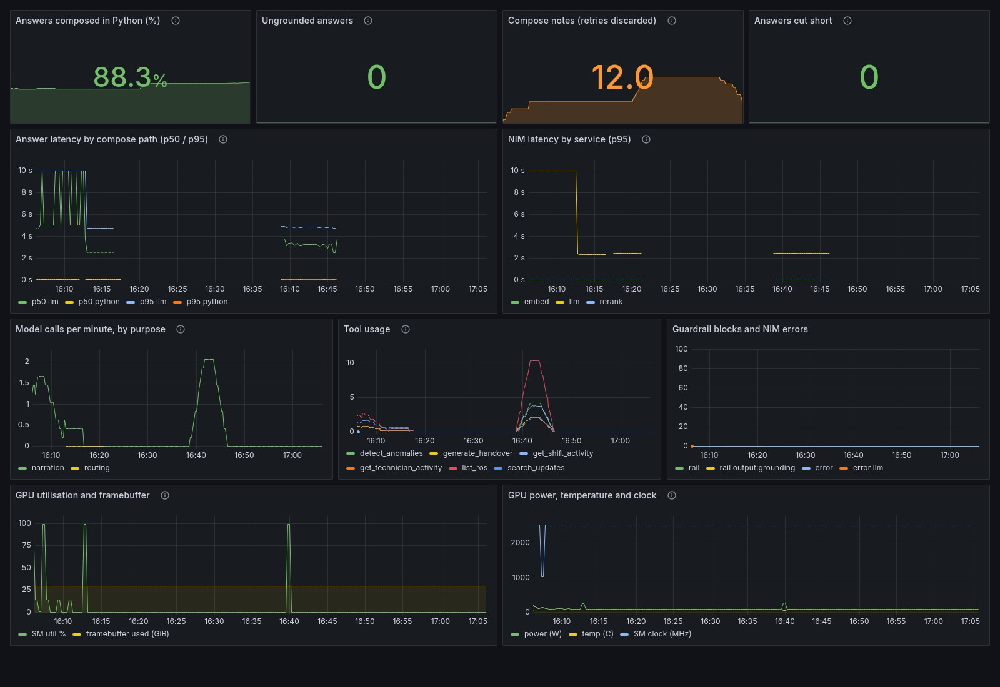 Answers composed in Python (%)
Ungrounded answers
Compose notes (retries discarded)
Answers cut short
88.3%
0
12.0
0
Answer latency by compose path (p50 / p95)
10 s
8 s
6 s
4 s
2 s
0 s
16:10 16:15 16:20 16:25 16:30 16:35 16:40 16:45 16:50 16:55 17:00 17:05
p50 llm p50 python p95 llm p95 python
NIM latency by service (p95)
10 s
8 s
6 s
4 s
2 s
0 s
16:10 16:15 16:20 16:25 16:30 16:35 16:40 16:45 16:50 16:55 17:00 17:05
embed llm rerank
Model calls per minute, by purpose
2
1.5
1
0.5
0
16:10 16:20 16:30 16:40 16:50 17:00
narration routing
Tool usage
10
5
0
16:10 16:20 16:30 16:40 16:50 17:00
detect_anomalies generate_handover get_shift_activity
get_technician_activity list_ros search_updates
Guardrail blocks and NIM errors
100
80
60
40
20
0
16:10 16:20 16:30 16:40 16:50 17:00
rail rail output:grounding error error llm
GPU utilisation and framebuffer
100
75
50
25
0
16:10 16:15 16:20 16:25 16:30 16:35 16:40 16:45 16:50 16:55 17:00 17:05
SM util % framebuffer used (GiB)
GPU power, temperature and clock
2000
1000
0
16:10 16:15 16:20 16:25 16:30 16:35 16:40 16:45 16:50 16:55 17:00 17:05
power (W) temp (C) SM clock (MHz)